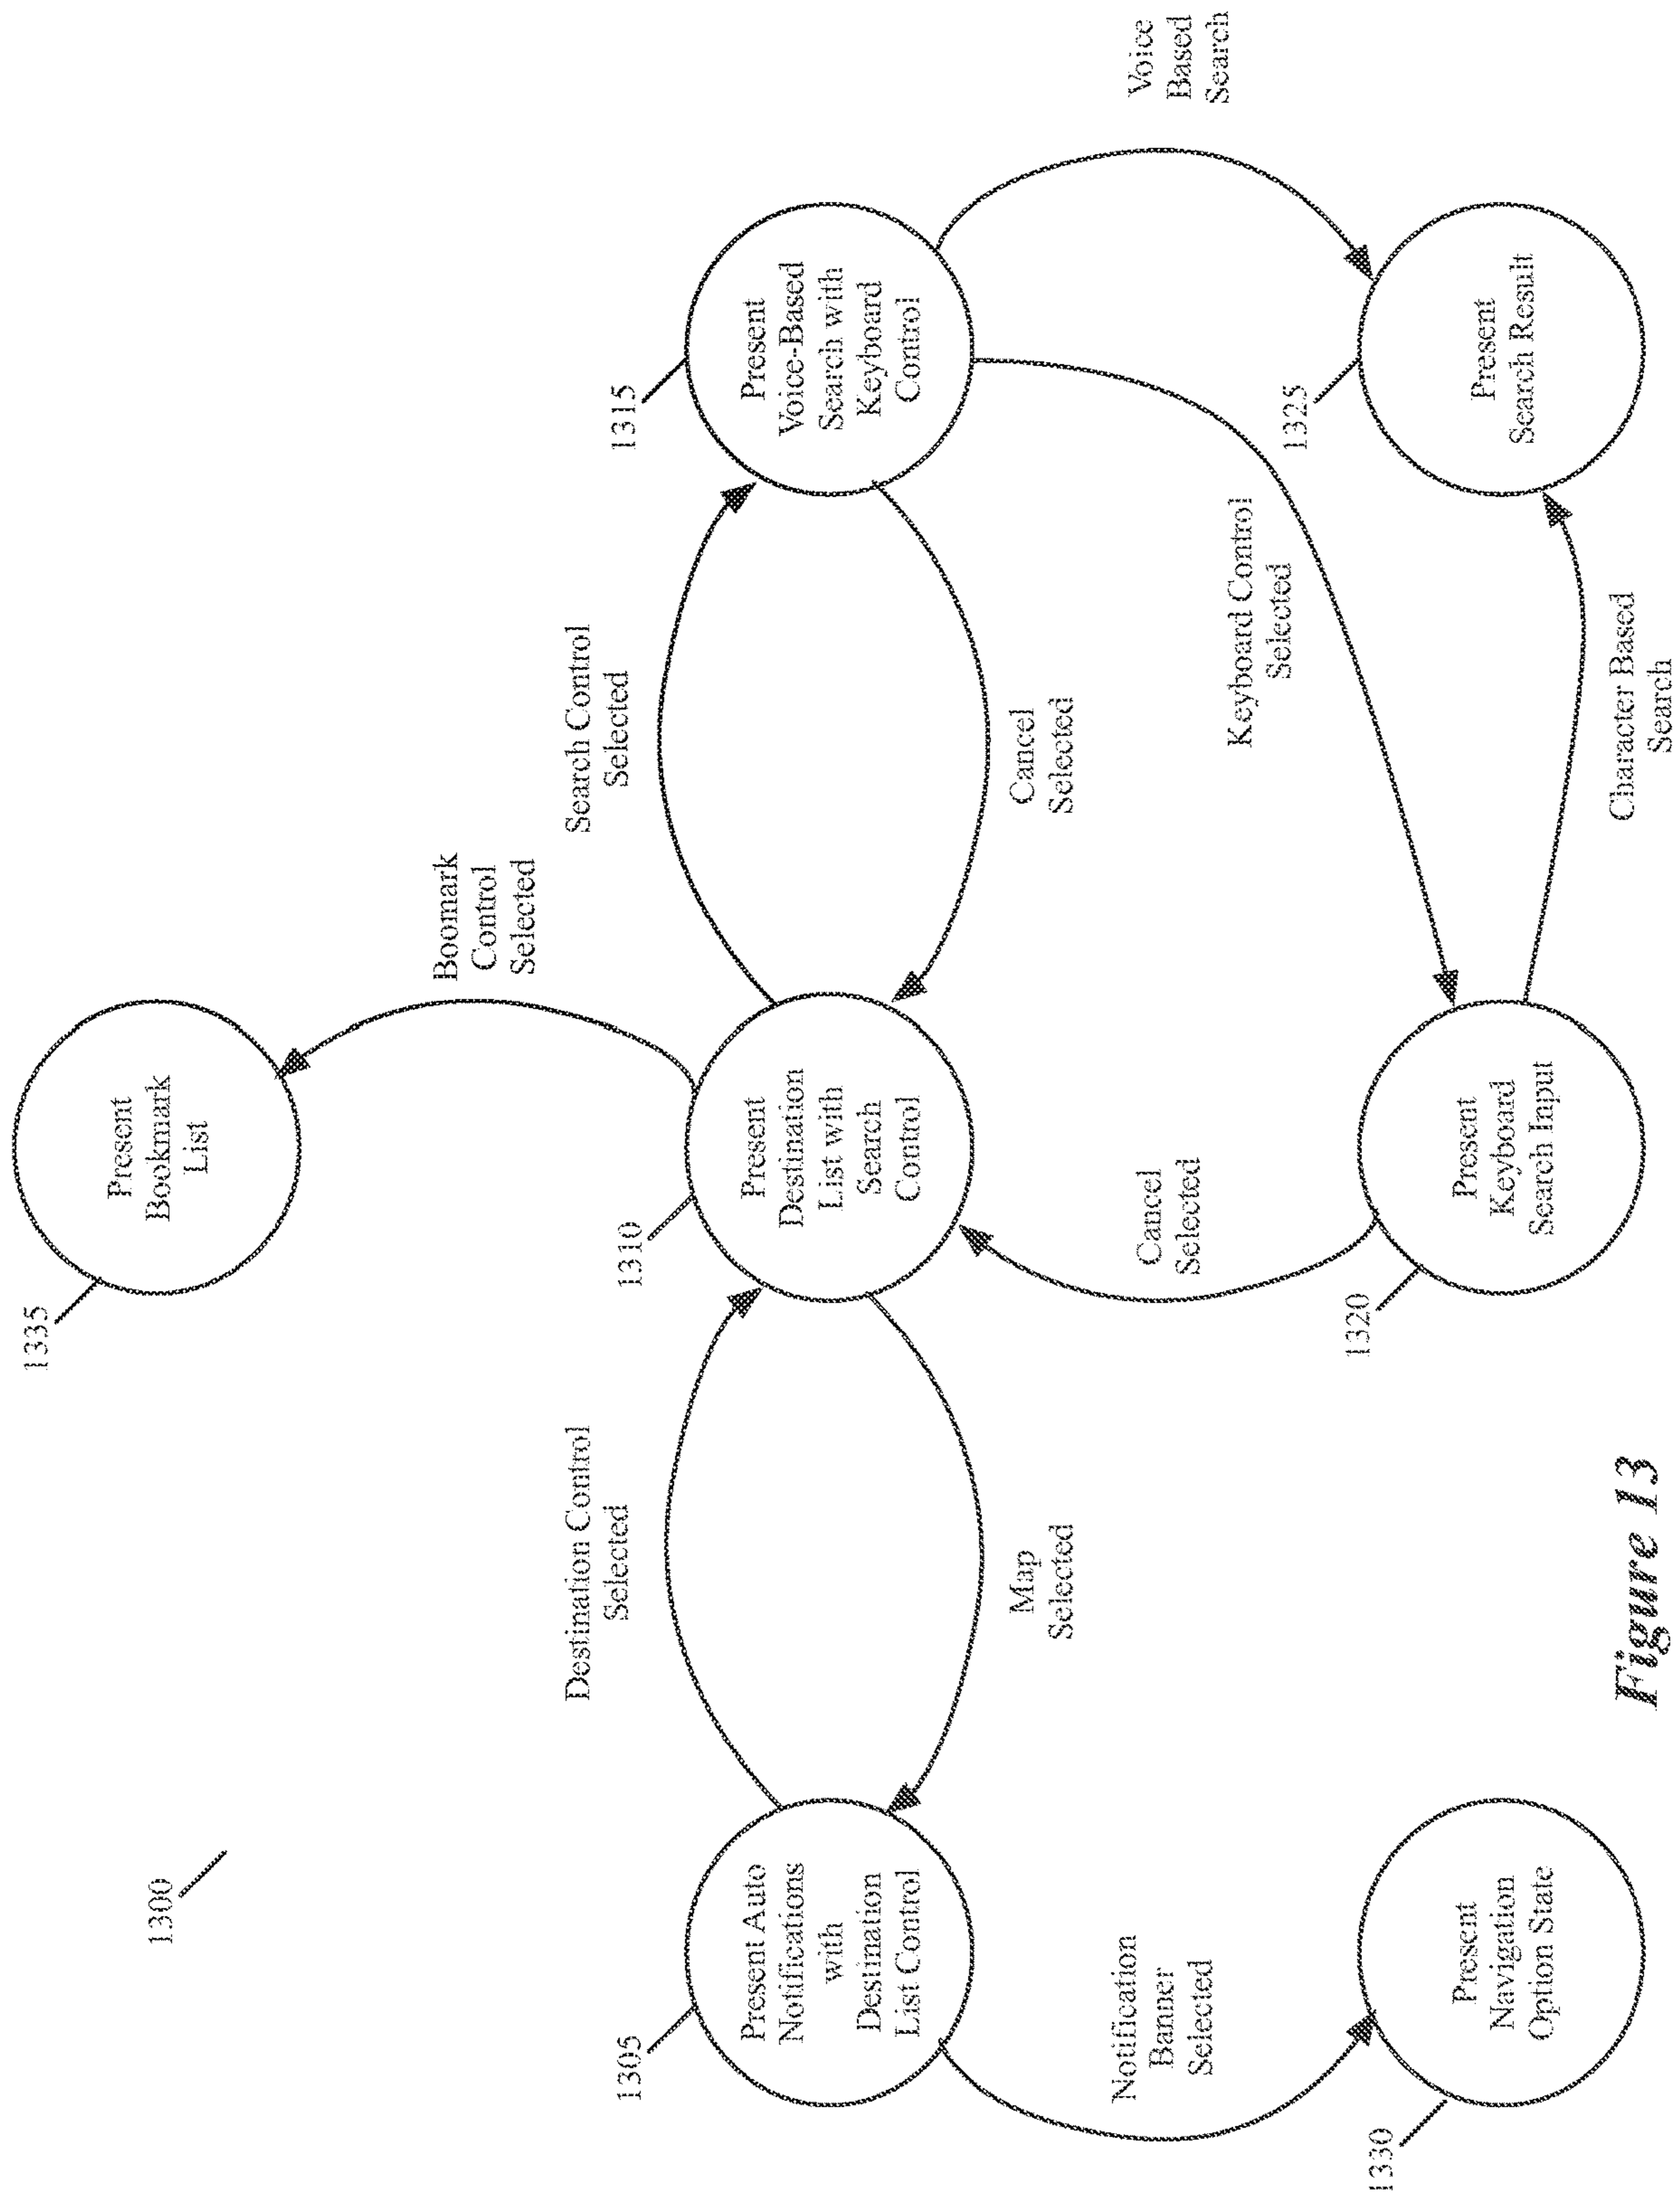 1300
1335
Present
Bookmark
List
Boomark
Control
Selected
Destination Control
Selected
Search Control
Selected
1305
Present Auto
Notifications
with
Destination
List Control
1310
Present
Destination
List with
Search
Control
1315
Present
Voice-Based
Search with
Keyboard
Control
Map
Selected
Cancel
Selected
Notification
Banner
Selected
Cancel
Selected
Keyboard Control
Selected
Voice
Based
Search
1330
Present
Navigation
Option State
1320
Present
Keyboard
Search Input
1325
Present
Search Result
Character Based
Search
Figure 13